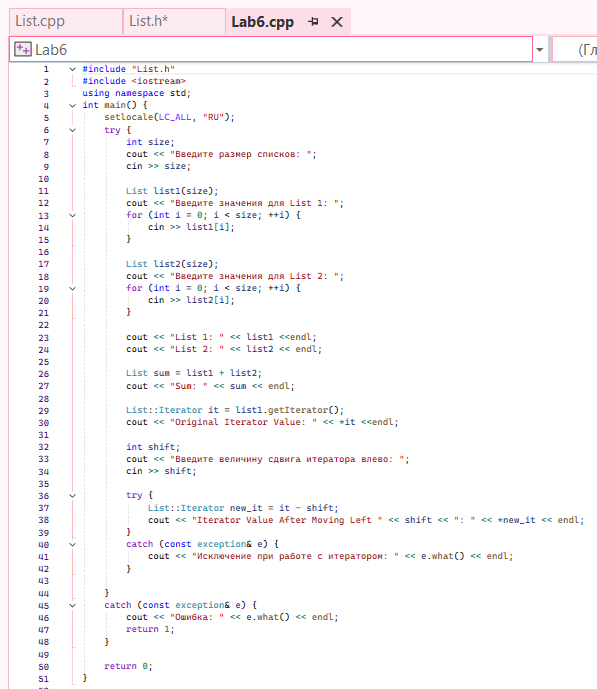 List.cpp List.h* Lab6.cpp
Lab6 (Гл
1 #include "List.h"
2 #include <iostream>
3 using namespace std;
4 int main() {
5 setlocale(LC_ALL, "RU");
6 try {
7 int size;
8 cout << "Введите размер списков: ";
9 cin >> size;
10
11 List list1(size);
12 cout << "Введите значения для List 1: ";
13 for (int i = 0; i < size; ++i) {
14 cin >> list1[i];
15 }
16
17 List list2(size);
18 cout << "Введите значения для List 2: ";
19 for (int i = 0; i < size; ++i) {
20 cin >> list2[i];
21 }
22
23 cout << "List 1: " << list1 <<endl;
24 cout << "List 2: " << list2 << endl;
25
26 List sum = list1 + list2;
27 cout << "Sum: " << sum << endl;
28
29 List::Iterator it = list1.getIterator();
30 cout << "Original Iterator Value: " << *it <<endl;
31
32 int shift;
33 cout << "Введите величину сдвига итератора влево: ";
34 cin >> shift;
35
36 try {
37 List::Iterator new_it = it - shift;
38 cout << "Iterator Value After Moving Left " << shift << ": " << *new_it << endl;
39 }
40 catch (const exception& e) {
41 cout << "Исключение при работе с итератором: " << e.what() << endl;
42 }
43
44 }
45 catch (const exception& e) {
46 cout << "Ошибка: " << e.what() << endl;
47 return 1;
48 }
49
50 return 0;
51 }